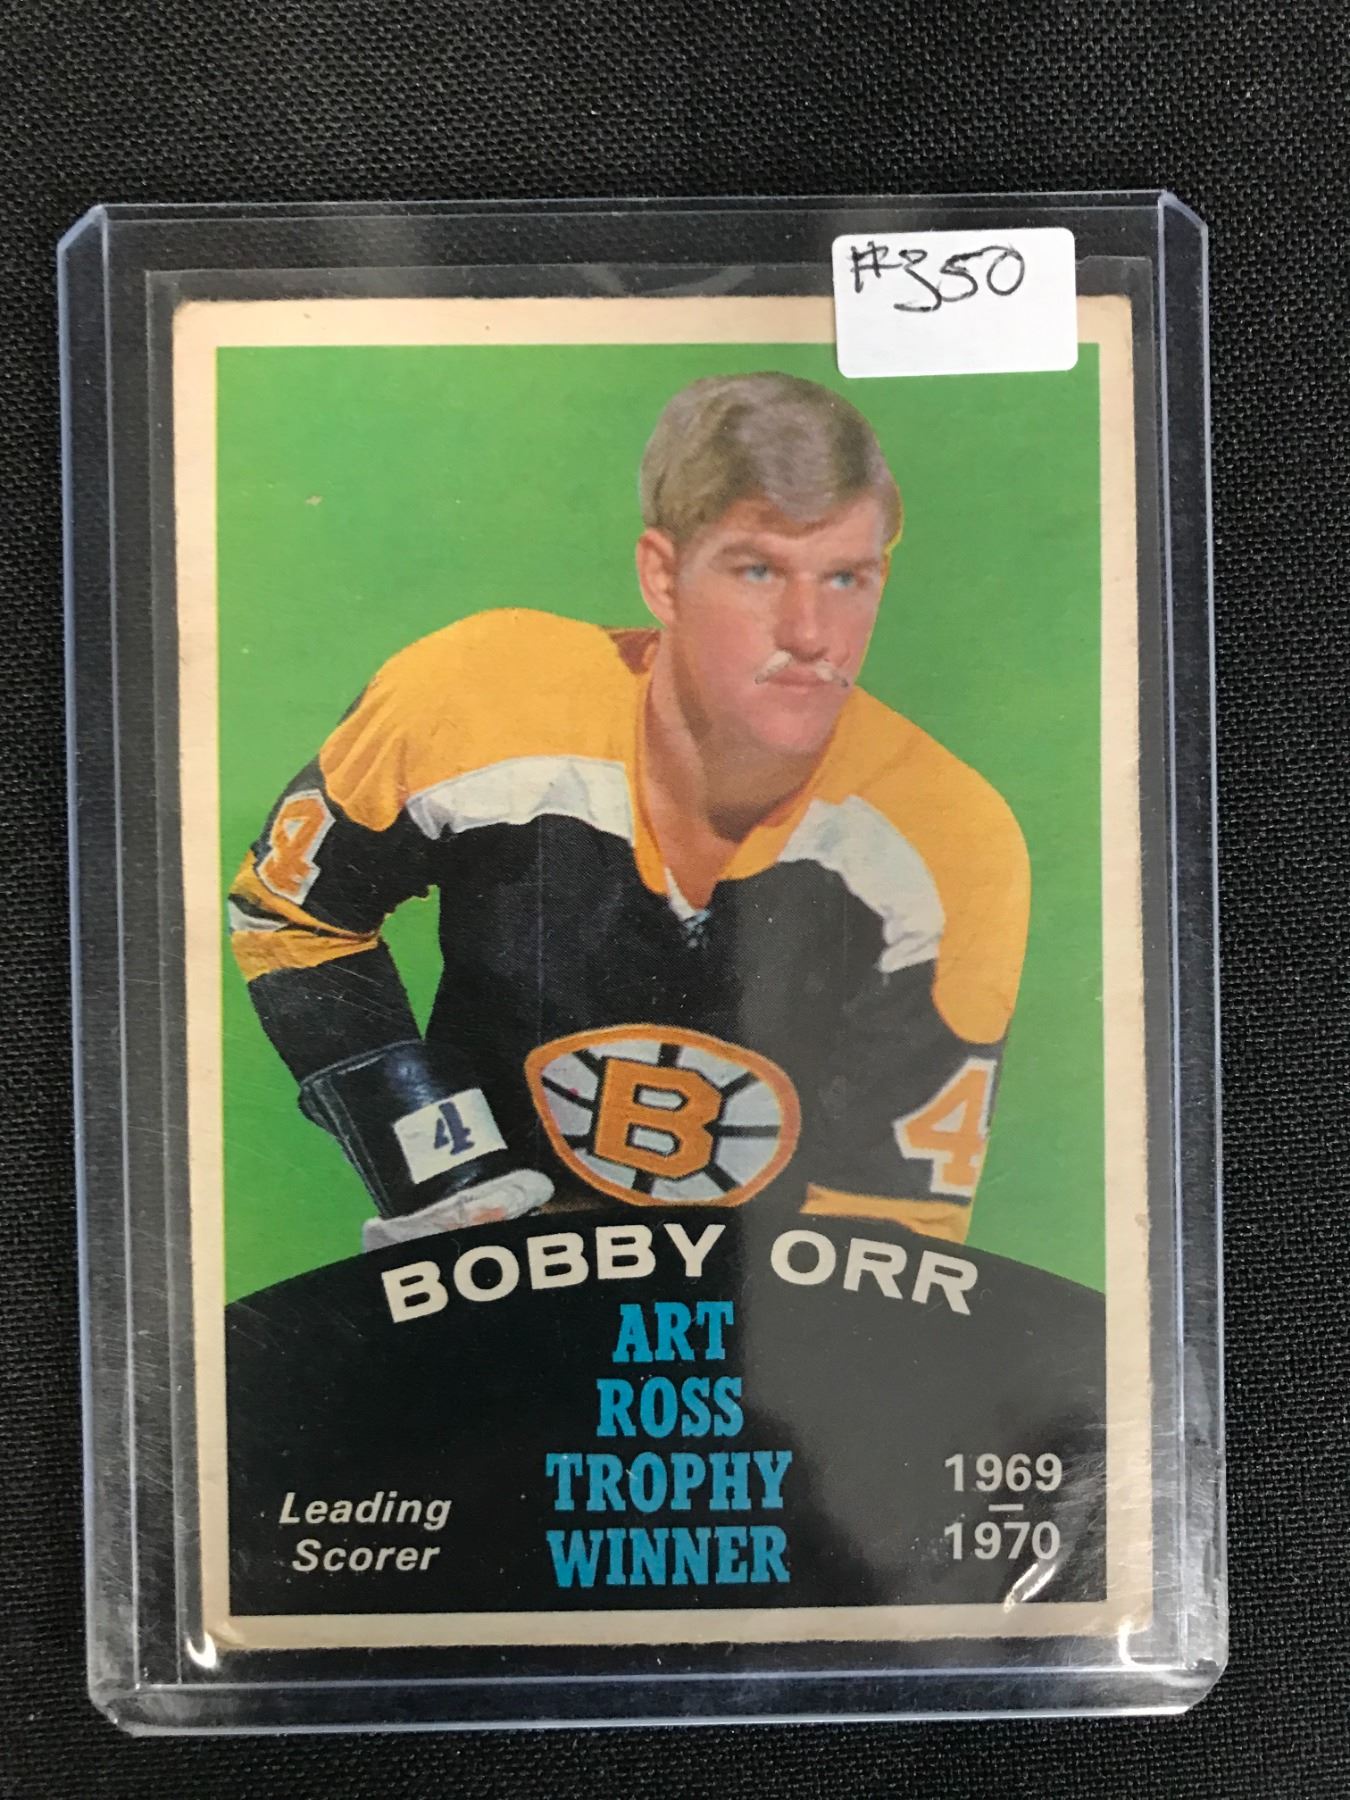 #350
4
B
4
4
BOBBY ORR
ART
ROSS
TROPHY
WINNER
Leading
Scorer
1969
—
1970